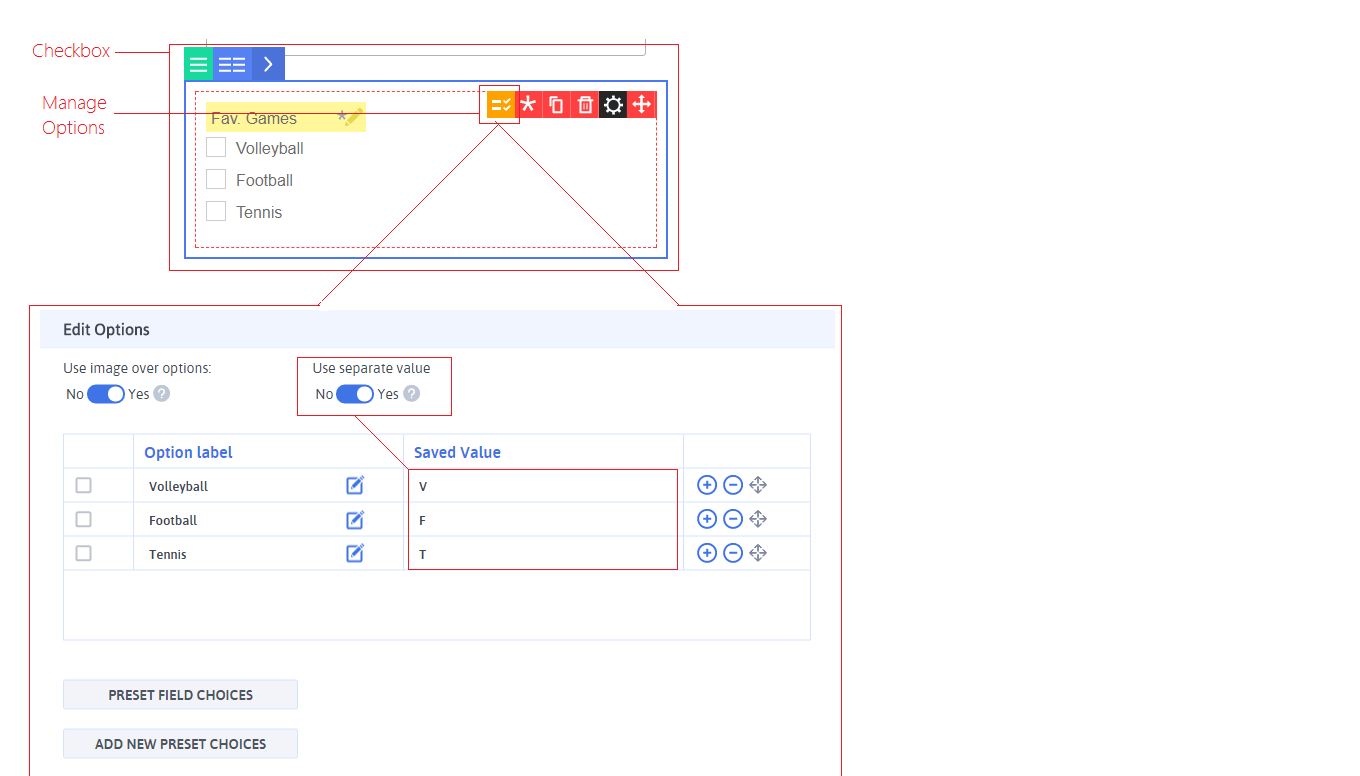 Checkbox
Manage
Options
Fav. Games *
Volleyball
Football
Tennis
Edit Options
Use image over options:
No Yes ?
Use separate value
No Yes ?
Option label Saved Value
Volleyball V
Football F
Tennis T
PRESET FIELD CHOICES
ADD NEW PRESET CHOICES